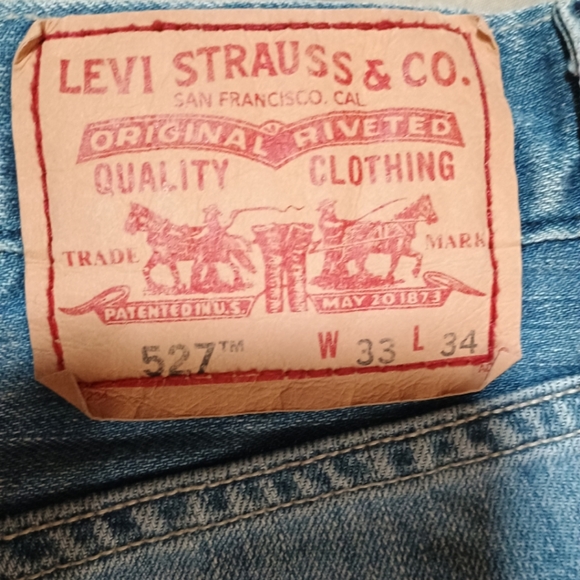 LEVI STRAUSS & CO.
SAN FRANCISCO. CAL
ORIGINAL RIVETED
QUALITY CLOTHING
TRADE MARK
PATENTED IN U.S. MAY 20 1873
527™ W 33 L 34